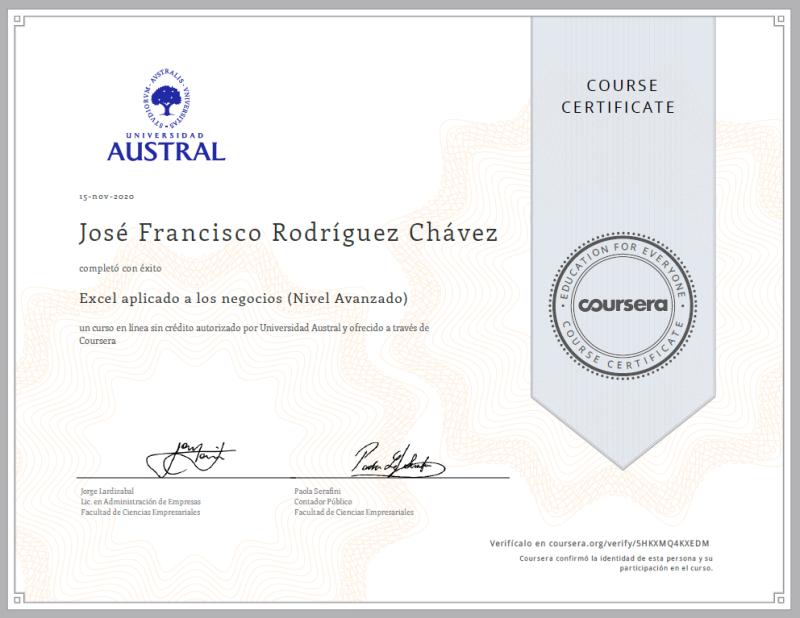 STVDIORVM · AVSTRALIS · VNIVERSITAS
UNIVERSIDAD
AUSTRAL
COURSE
CERTIFICATE
15-nov-2020
José Francisco Rodríguez Chávez
completó con éxito
Excel aplicado a los negocios (Nivel Avanzado)
un curso en línea sin crédito autorizado por Universidad Austral y ofrecido a través de
Coursera
EDUCATION FOR EVERYONE
coursera
COURSE CERTIFICATE
Jorge Lardizabal
Lic. en Administración de Empresas
Facultad de Ciencias Empresariales
Paola Serafini
Contador Público
Facultad de Ciencias Empresariales
Verifícalo en coursera.org/verify/5HKXMQ4KXEDM
Coursera confirmó la identidad de esta persona y su
participación en el curso.